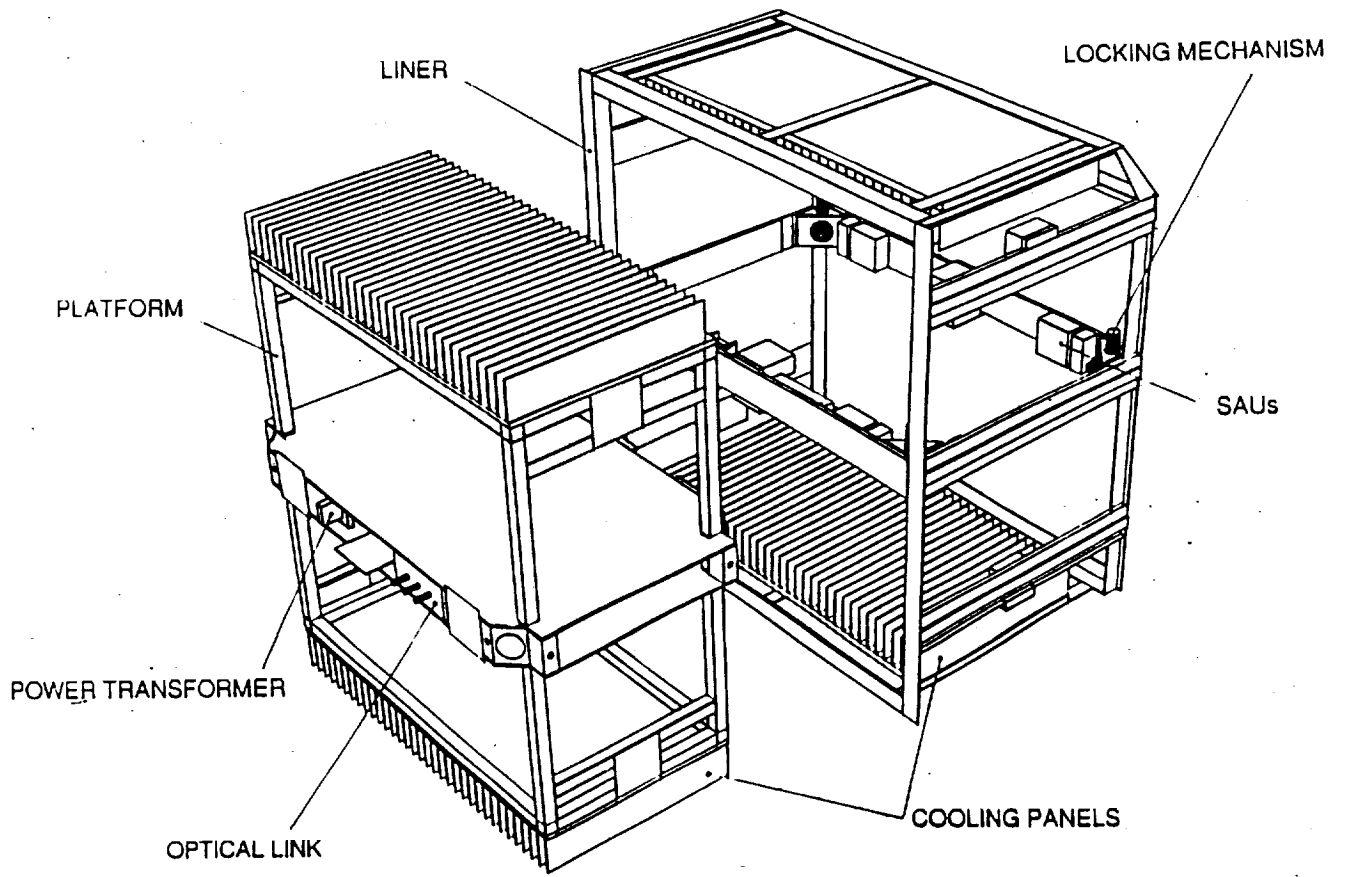 LOCKING MECHANISM
LINER
PLATFORM
SAUs
POWER TRANSFORMER
COOLING PANELS
OPTICAL LINK